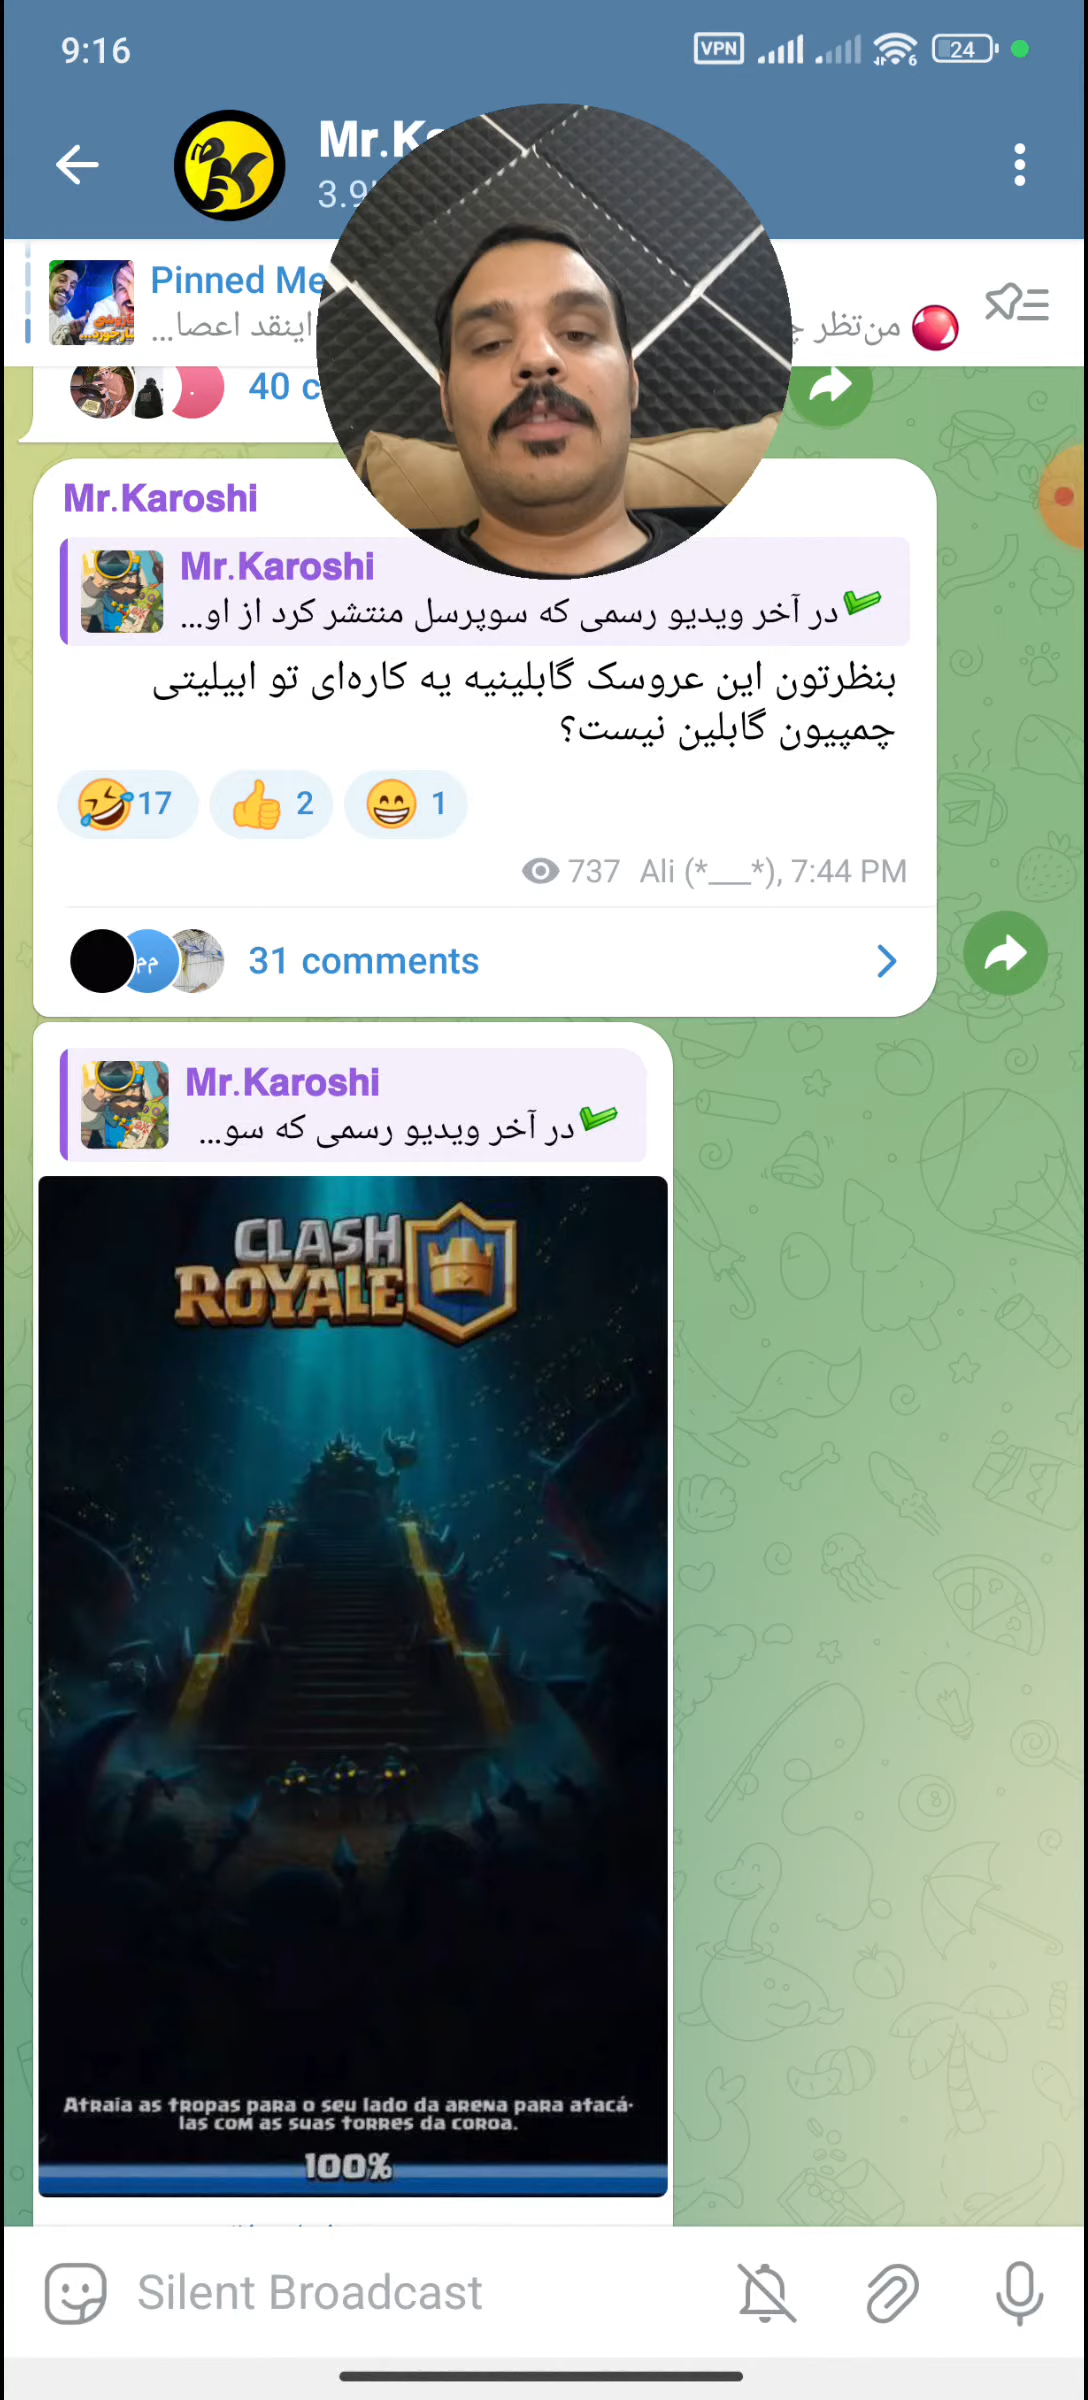 9:16
VPN
6
24
Mr.K
3.9
Pinned Me
اینقد اعصا...
من‌تظر
40 c
Mr.Karoshi
Mr.Karoshi
در آخر ویدیو رسمی که سوپرسل منتشر کرد از او...
بنظرتون این عروسک گابلینیه یه کاره‌ای تو ابیلیتی
چمپیون گابلین نیست؟
17
2
1
737 Ali (*___*), 7:44 PM
مم
31 comments
Mr.Karoshi
در آخر ویدیو رسمی که سو...
CLASH
ROYALE
Atraia as tropas para o seu lado da arena para atacá-
las com as suas torres da coroa.
100%
Silent Broadcast